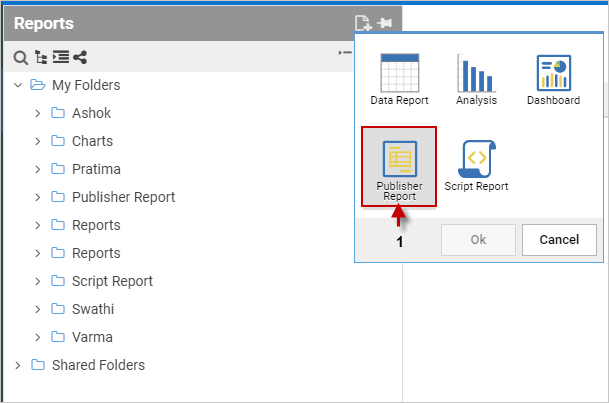 Reports
My Folders
Ashok
Charts
Pratima
Publisher Report
Reports
Reports
Script Report
Swathi
Varma
Shared Folders
Data Report
Analysis
Dashboard
Publisher
Report
Script Report
1
Ok
Cancel